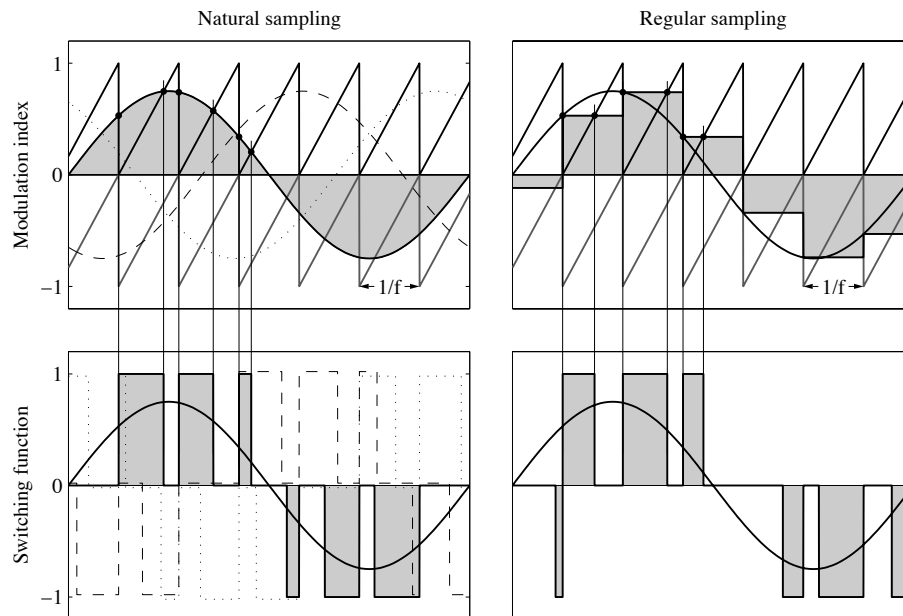 Natural sampling
Regular sampling
Modulation index
1
0
−1
1/f
1/f
Switching function
1
0
−1